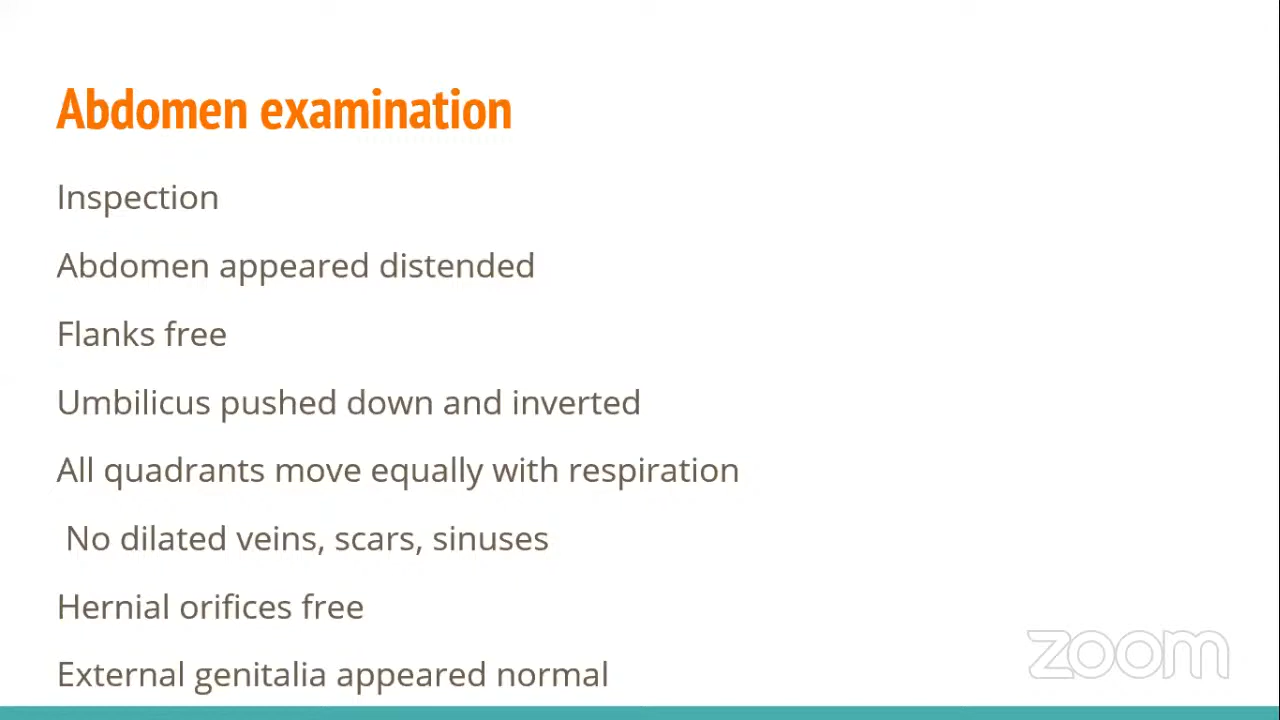 Abdomen examination
Inspection
Abdomen appeared distended
Flanks free
Umbilicus pushed down and inverted
All quadrants move equally with respiration
No dilated veins, scars, sinuses
Hernial orifices free
External genitalia appeared normal
zoom